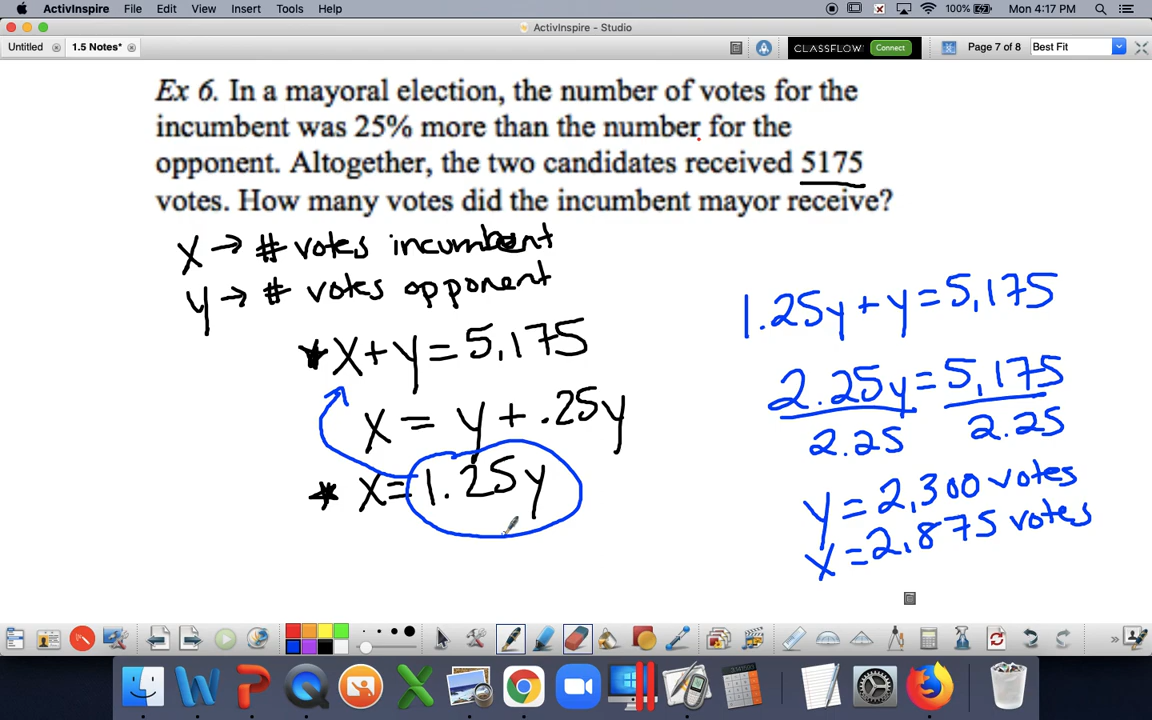 ActivInspire File Edit View Insert Tools Help 100% Mon 4:17 PM
ActivInspire - Studio
Untitled 1.5 Notes* CLASSFLOW Connect Page 7 of 8 Best Fit
Ex 6. In a mayoral election, the number of votes for the
incumbent was 25% more than the number for the
opponent. Altogether, the two candidates received 5175
votes. How many votes did the incumbent mayor receive?
x → # votes incumbent
y → # votes opponent
* x + y = 5,175
x = y + .25y
* x = 1.25y
1.25y + y = 5,175
2.25y = 5,175
2.25 2.25
y = 2,300 votes
x = 2,875 votes